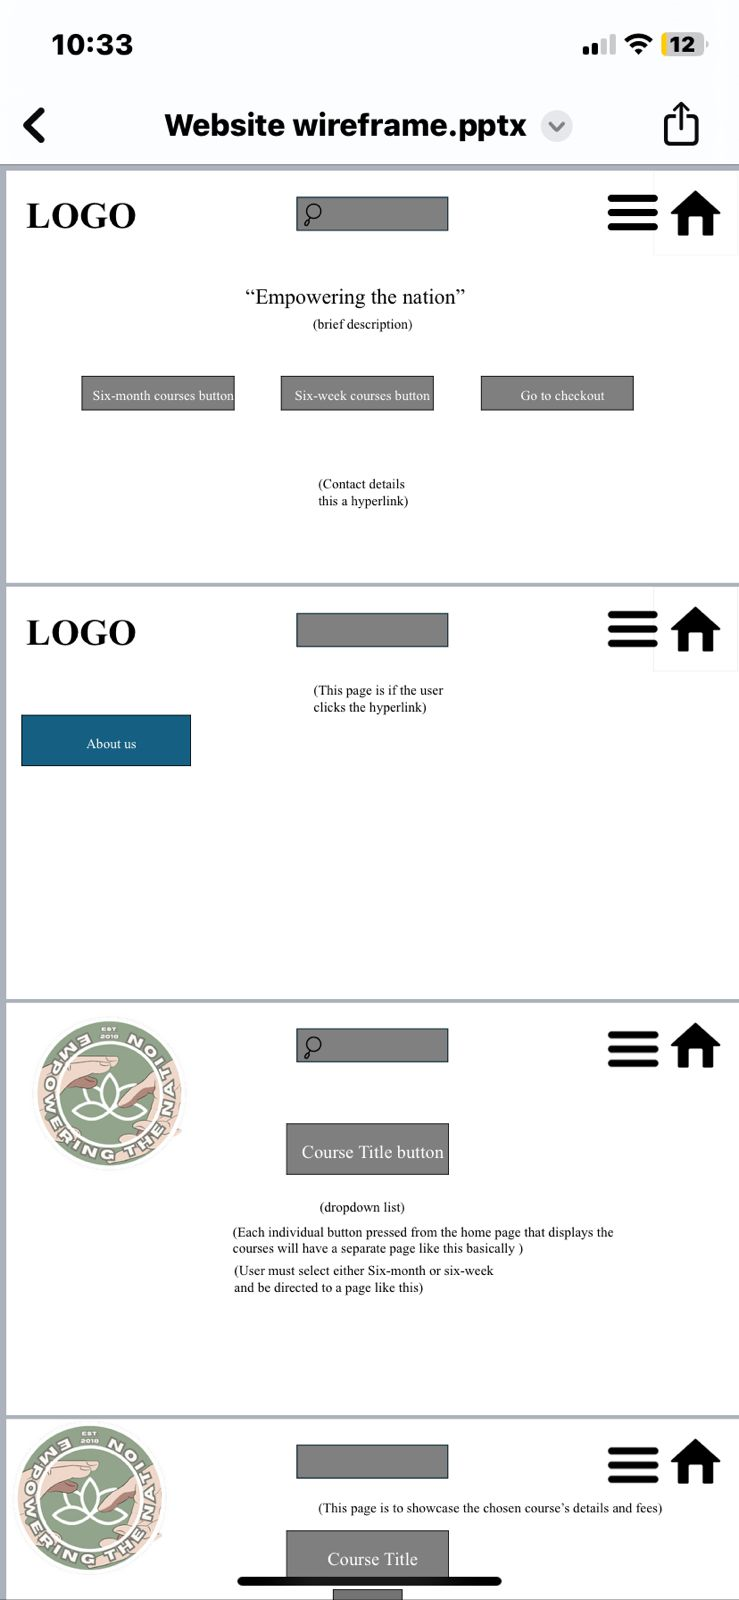 10:33
12
Website wireframe.pptx
LOGO
“Empowering the nation”
(brief description)
Six-month courses button
Six-week courses button
Go to checkout
(Contact details
this a hyperlink)
LOGO
(This page is if the user
clicks the hyperlink)
About us
EST
2010
EMPOWERING THE NATION
Course Title button
(dropdown list)
(Each individual button pressed from the home page that displays the
courses will have a separate page like this basically )
(User must select either Six-month or six-week
and be directed to a page like this)
EST
2010
EMPOWERING THE NATION
(This page is to showcase the chosen course’s details and fees)
Course Title